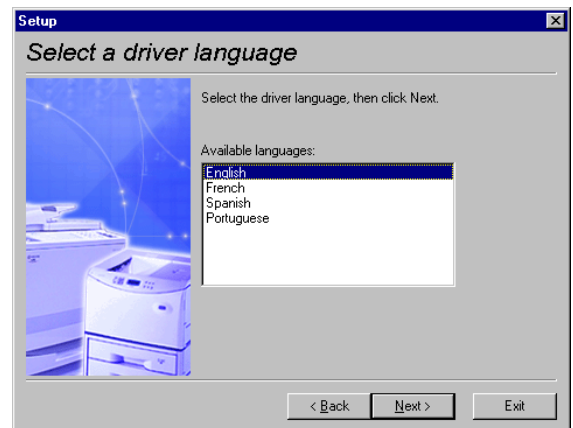 Setup
Select a driver language
Select the driver language, then click Next.
Available languages:
English
French
Spanish
Portuguese
< Back
Next >
Exit